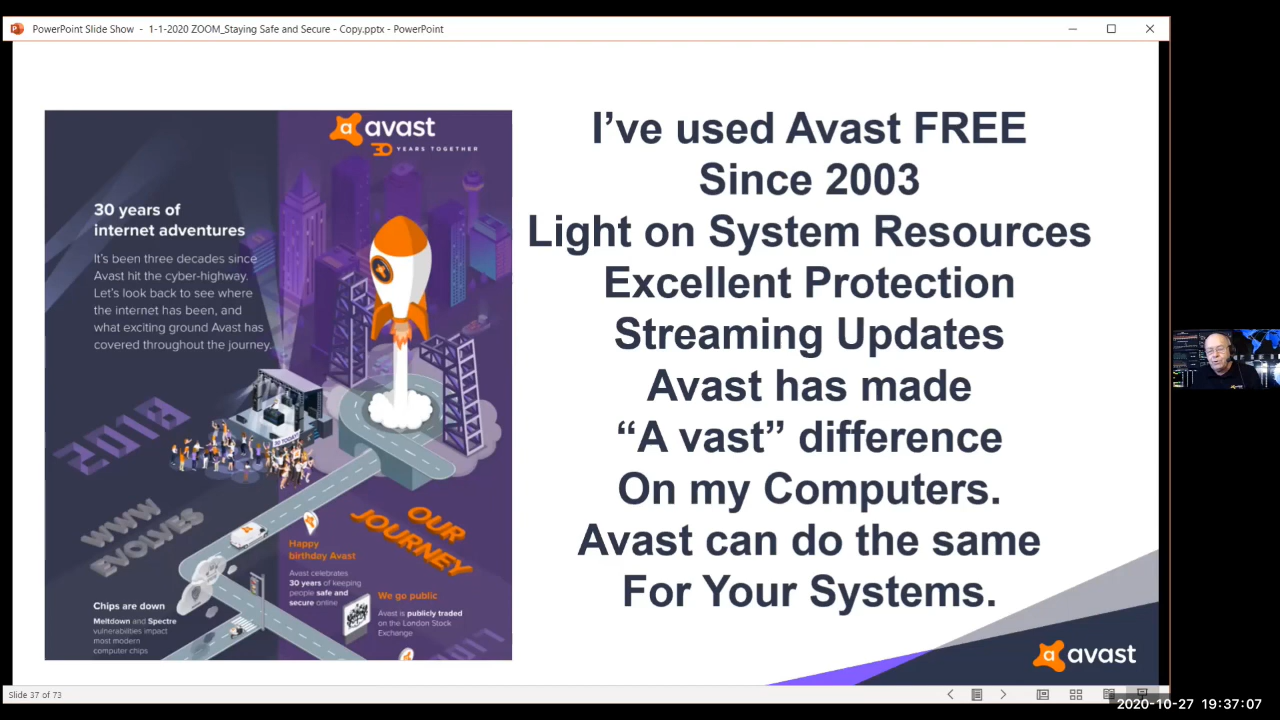 PowerPoint Slide Show - 1-1-2020 ZOOM_Staying Safe and Secure - Copy.pptx - PowerPoint
avast
30 YEARS TOGETHER
30 years of
internet adventures
It's been three decades since
Avast hit the cyber-highway.
Let's look back to see where
the internet has been, and
what exciting ground Avast has
covered throughout the journey.
2018
WWW
EVOLVES
OUR
JOURNEY
Happy
birthday Avast
Avast celebrates
30 years of keeping
people safe and
secure online
We go public
Avast is publicly traded
on the London Stock
Exchange
Chips are down
Meltdown and Spectre
vulnerabilities impact
most modern
computer chips
2017
I've used Avast FREE
Since 2003
Light on System Resources
Excellent Protection
Streaming Updates
Avast has made
“A vast” difference
On my Computers.
Avast can do the same
For Your Systems.
avast
Slide 37 of 73
2020-10-27 19:37:07